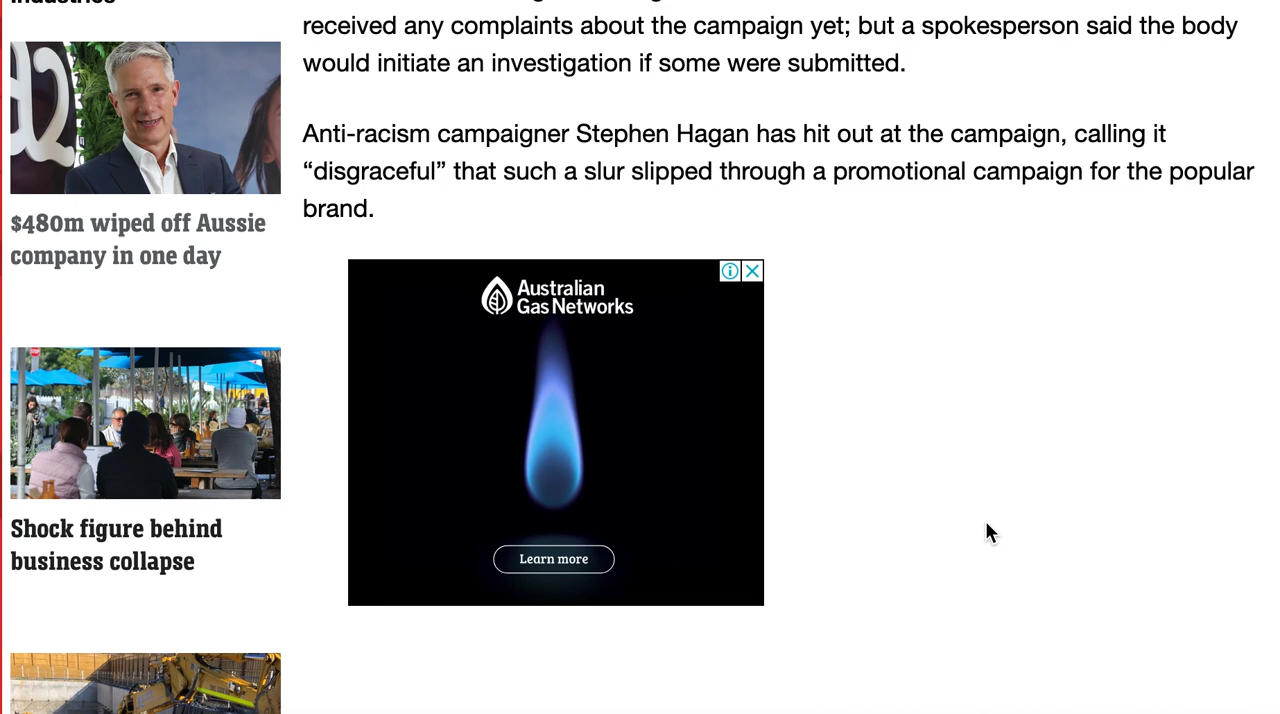 received any complaints about the campaign yet; but a spokesperson said the body
would initiate an investigation if some were submitted.
Anti-racism campaigner Stephen Hagan has hit out at the campaign, calling it
“disgraceful” that such a slur slipped through a promotional campaign for the popular
brand.
$480m wiped off Aussie
company in one day
Shock figure behind
business collapse
Australian
Gas Networks
Learn more